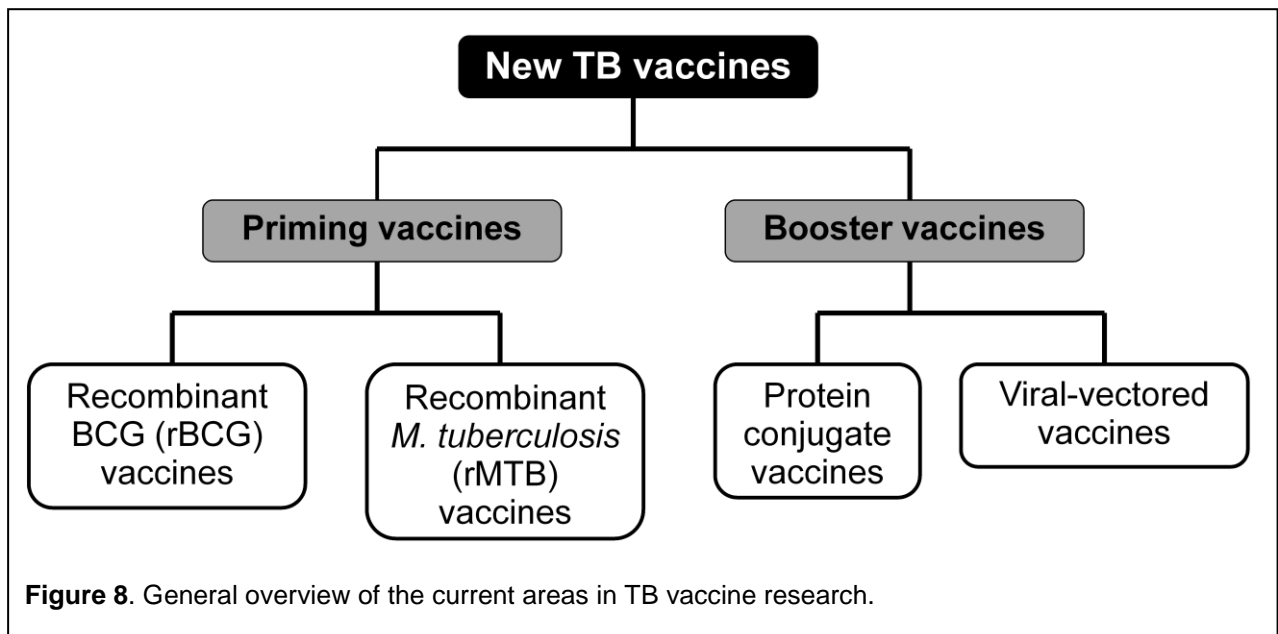 New TB vaccines
Priming vaccines
Booster vaccines
Recombinant
BCG (rBCG)
vaccines
Recombinant
M. tuberculosis
(rMTB)
vaccines
Protein
conjugate
vaccines
Viral-vectored
vaccines
Figure 8. General overview of the current areas in TB vaccine research.